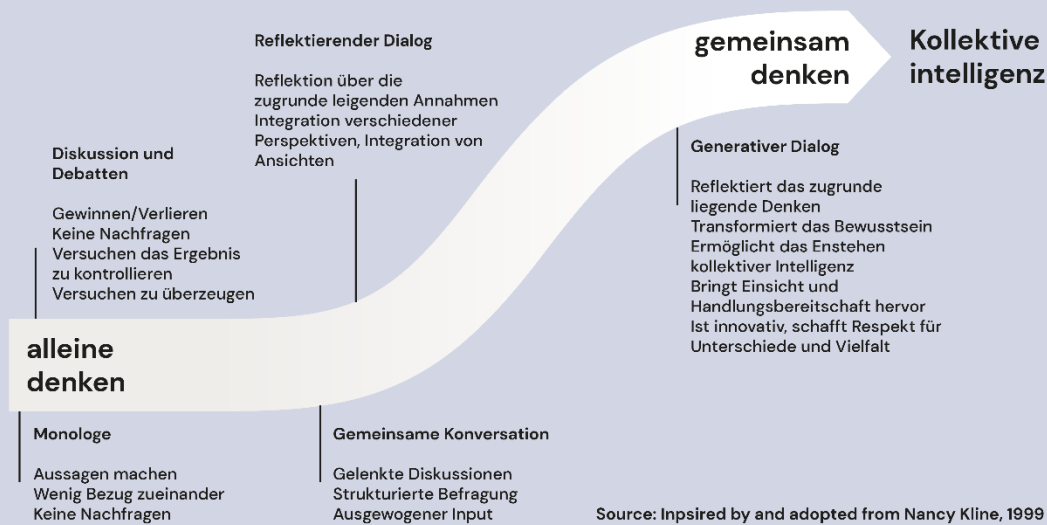 Reflektierender Dialog
Reflektion über die
zugrunde leigenden Annahmen
Integration verschiedener
Perspektiven, Integration von
Ansichten
gemeinsam
denken
Kollektive
intelligenz
Diskussion und
Debatten
Gewinnen/Verlieren
Keine Nachfragen
Versuchen das Ergebnis
zu kontrollieren
Versuchen zu überzeugen
Generativer Dialog
Reflektiert das zugrunde
liegende Denken
Transformiert das Bewusstsein
Ermöglicht das Enstehen
kollektiver Intelligenz
Bringt Einsicht und
Handlungsbereitschaft hervor
Ist innovativ, schafft Respekt für
Unterschiede und Vielfalt
alleine
denken
Monologe
Aussagen machen
Wenig Bezug zueinander
Keine Nachfragen
Gemeinsame Konversation
Gelenkte Diskussionen
Strukturierte Befragung
Ausgewogener Input
Source: Inpsired by and adopted from Nancy Kline, 1999